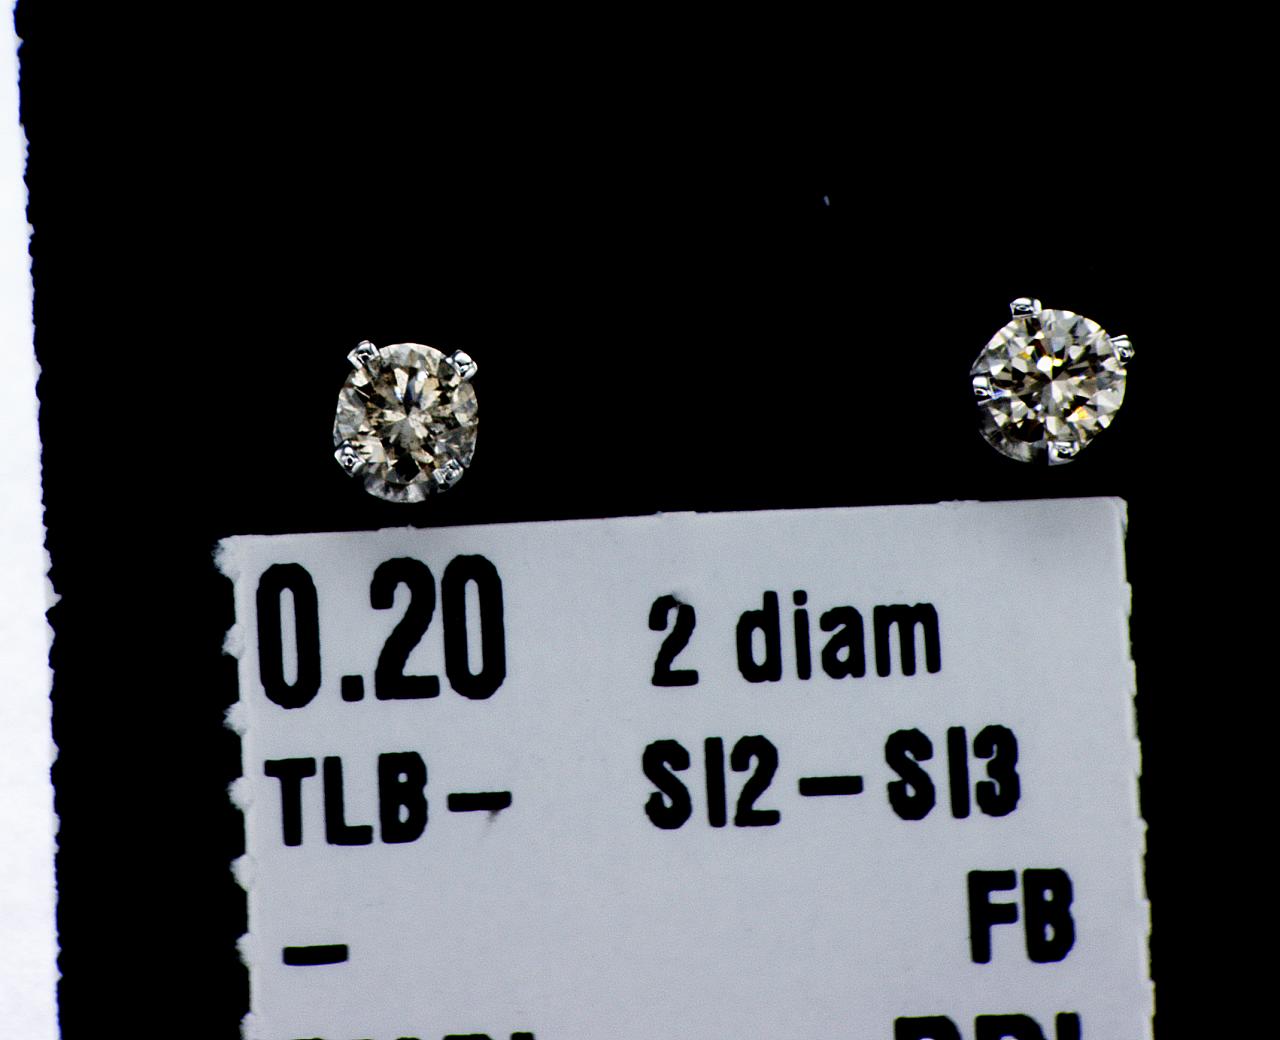 0.20 2 diam
TLB- SI2-SI3
- FB